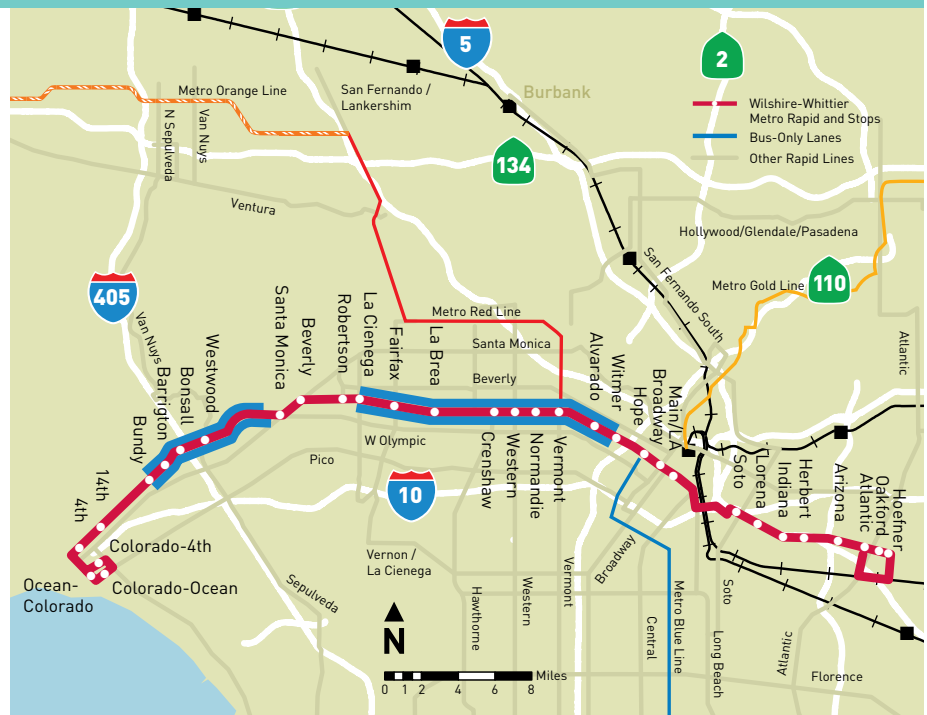 5
2
Metro Orange Line
San Fernando /
Lankershim
Burbank
Wilshire-Whittier
Metro Rapid and Stops
Bus-Only Lanes
Other Rapid Lines
N Sepulveda
Van Nuys
134
Ventura
Hollywood/Glendale/Pasadena
San Fernando South
Metro Gold Line
110
405
Van Nuys
Metro Red Line
Santa Monica
Beverly
Atlantic
Bundy
Barrington
Bonsall
Westwood
Santa Monica
Beverly
Robertson
La Cienega
Fairfax
La Brea
Alvarado
Witmer
Hope
Broadway
Main/LA
W Olympic
Pico
10
Crenshaw
Western
Normandie
Vermont
Soto
Lorena
Indiana
Herbert
Arizona
Atlantic
Oakford
Hoefner
14th
4th
Colorado-4th
Colorado-Ocean
Ocean-
Colorado
Sepulveda
Vernon /
La Cienega
Hawthorne
Western
Vermont
Broadway
Central
Metro Blue Line
Long Beach
Soto
Atlantic
Florence
N
0 1 2 4 6 8 Miles